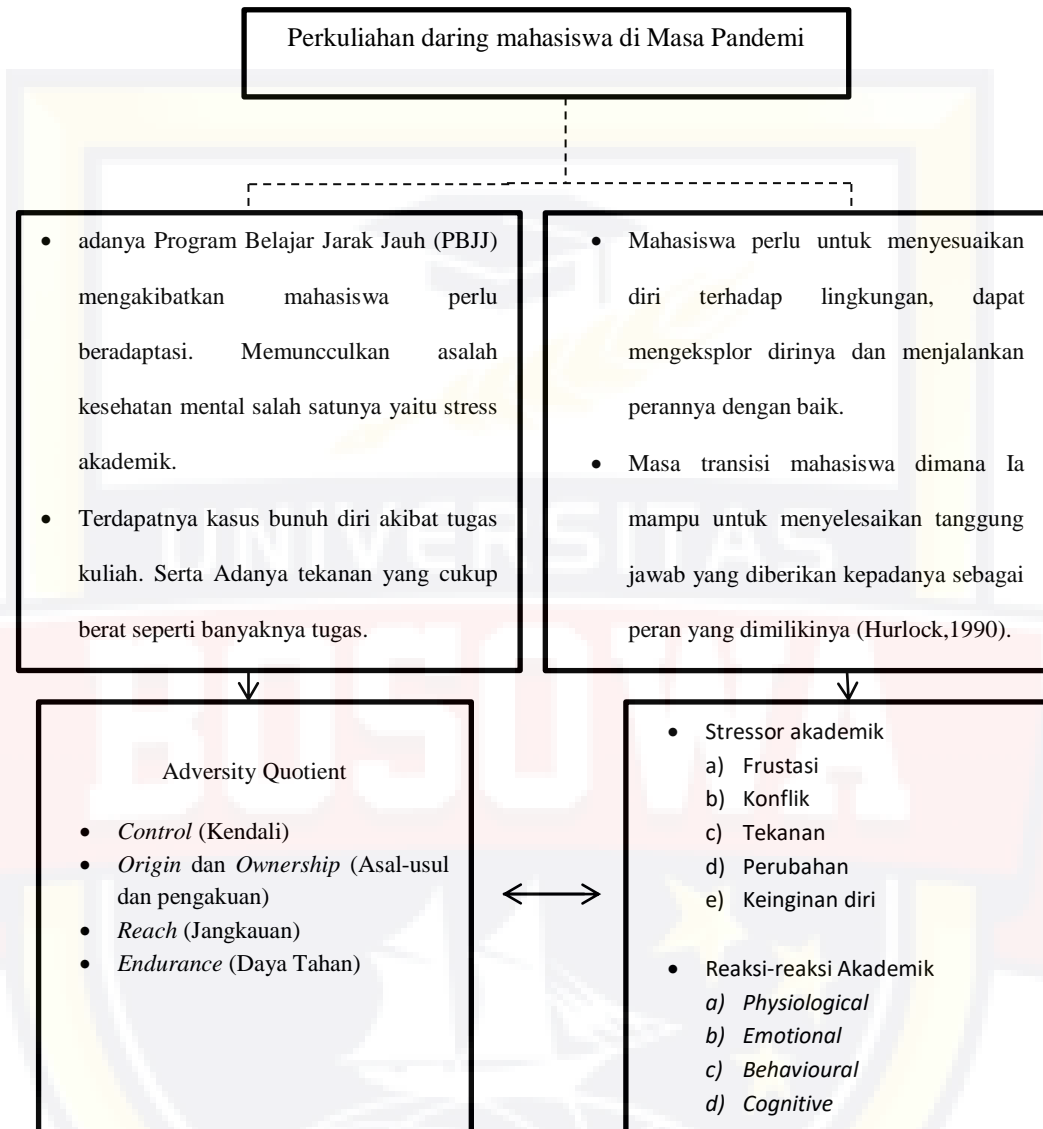 Perkuliahan daring mahasiswa di Masa Pandemi
• adanya Program Belajar Jarak Jauh (PBJJ)
mengakibatkan mahasiswa perlu
beradaptasi. Memuncculkan asalah
kesehatan mental salah satunya yaitu stress
akademik.
• Terdapatnya kasus bunuh diri akibat tugas
kuliah. Serta Adanya tekanan yang cukup
berat seperti banyaknya tugas.
• Mahasiswa perlu untuk menyesuaikan
diri terhadap lingkungan, dapat
mengeksplor dirinya dan menjalankan
perannya dengan baik.
• Masa transisi mahasiswa dimana Ia
mampu untuk menyelesaikan tanggung
jawab yang diberikan kepadanya sebagai
peran yang dimilikinya (Hurlock,1990).
Adversity Quotient
• Control (Kendali)
• Origin dan Ownership (Asal-usul
dan pengakuan)
• Reach (Jangkauan)
• Endurance (Daya Tahan)
• Stressor akademik
a) Frustasi
b) Konflik
c) Tekanan
d) Perubahan
e) Keinginan diri
• Reaksi-reaksi Akademik
a) Physiological
b) Emotional
c) Behavioural
d) Cognitive
UNIVERSITAS
BOSOWA